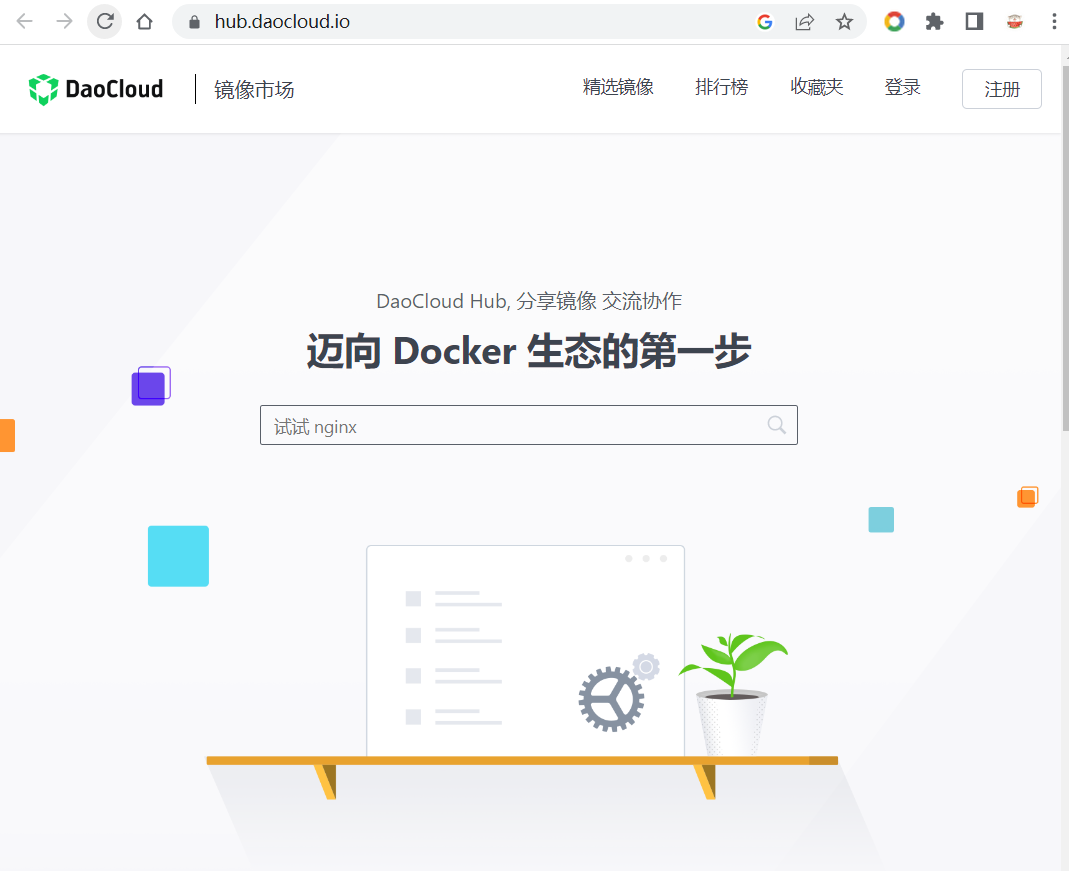 hub.daocloud.io
DaoCloud
镜像市场
精选镜像
排行榜
收藏夹
登录
注册
DaoCloud Hub, 分享镜像 交流协作
迈向 Docker 生态的第一步
试试 nginx